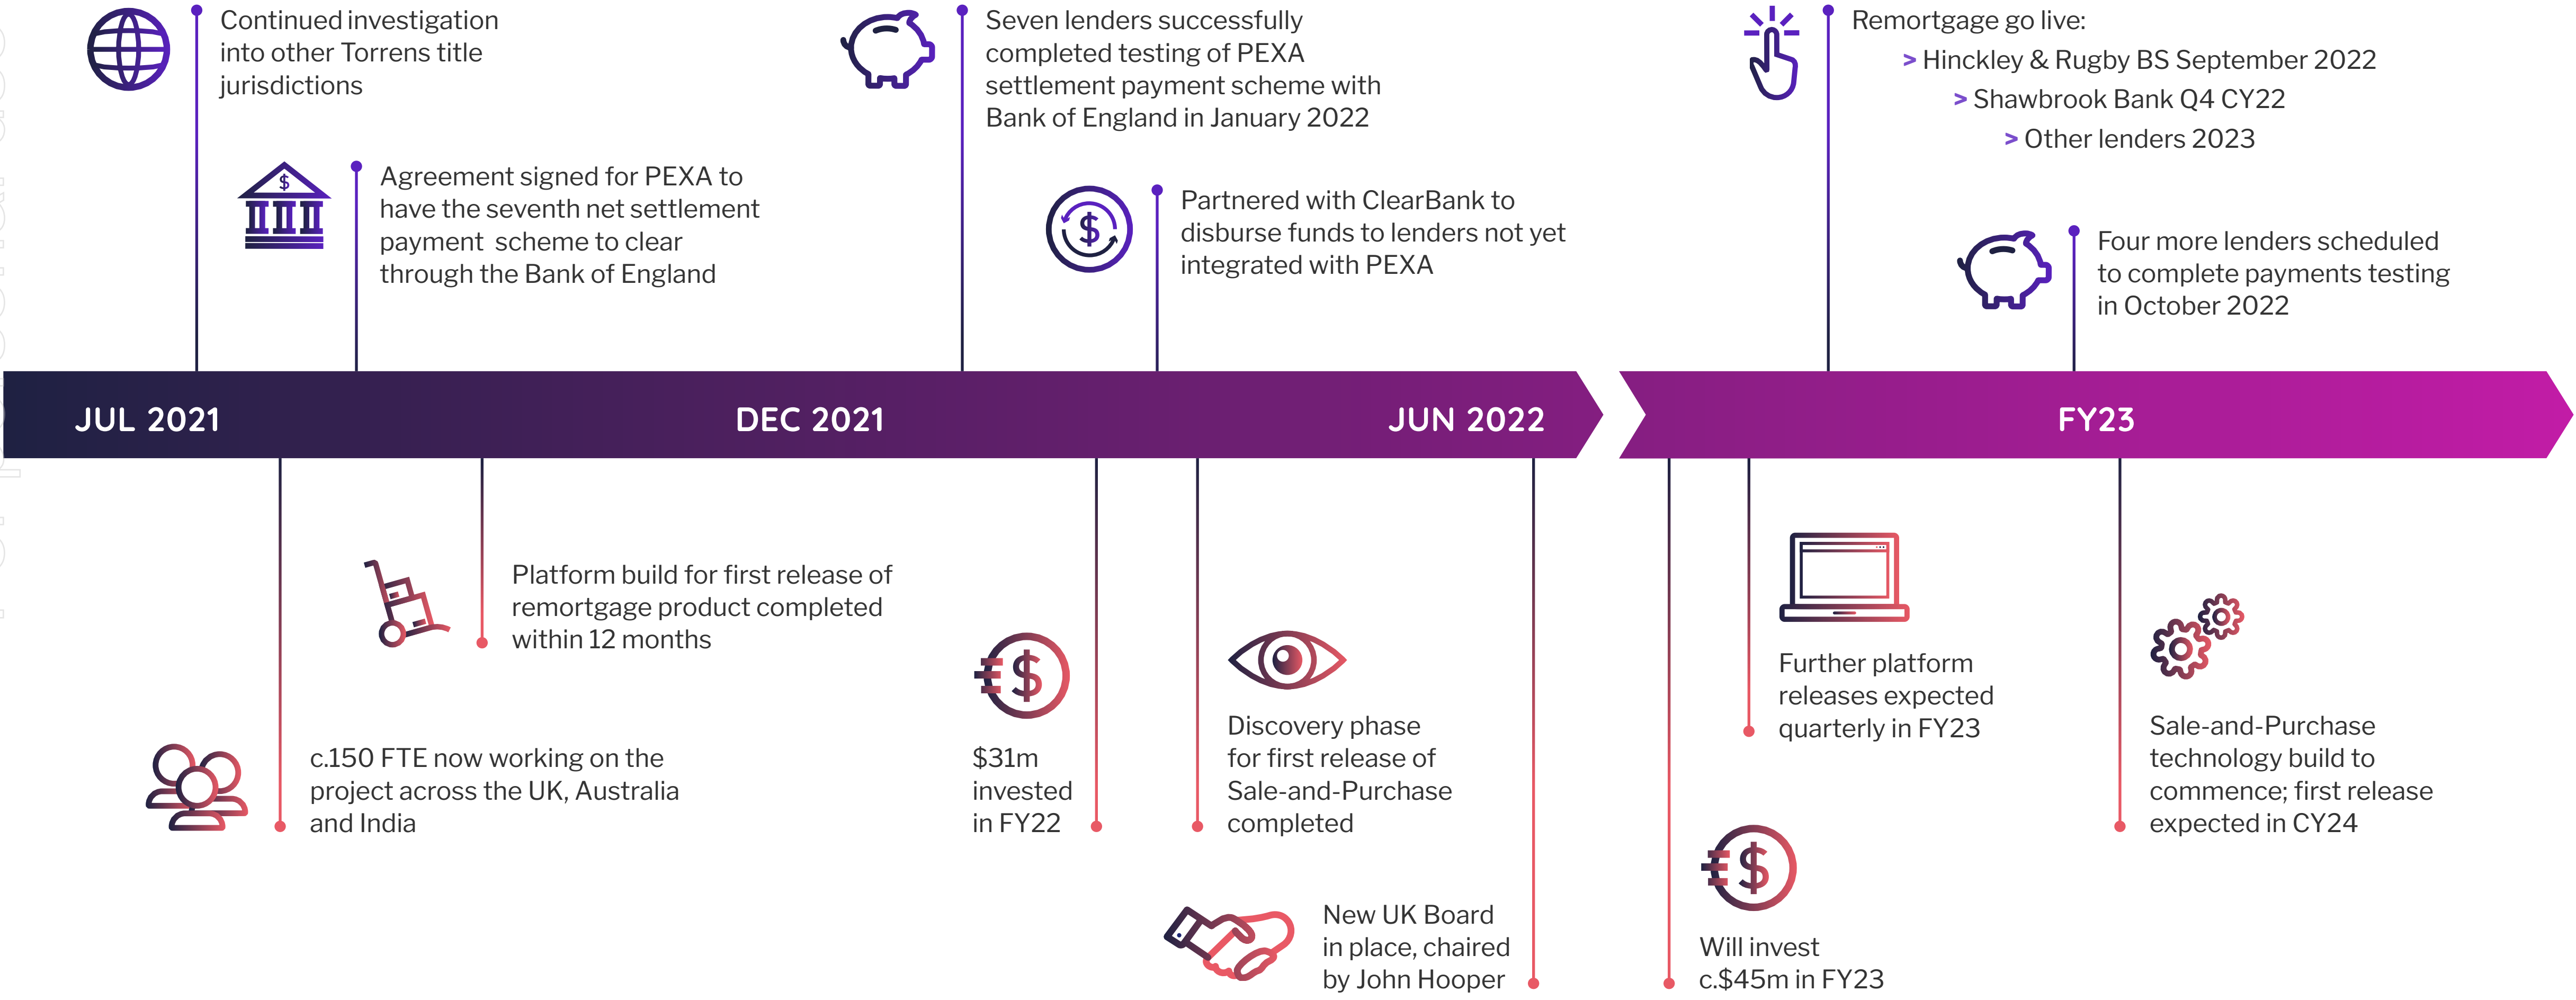 Continued investigation
into other Torrens title
jurisdictions
Agreement signed for PEXA to
have the seventh net settlement
payment scheme to clear
through the Bank of England
Seven lenders successfully
completed testing of PEXA
settlement payment scheme with
Bank of England in January 2022
Partnered with ClearBank to
disburse funds to lenders not yet
integrated with PEXA
Remortgage go live:
> Hinckley & Rugby BS September 2022
> Shawbrook Bank Q4 CY22
> Other lenders 2023
Four more lenders scheduled
to complete payments testing
in October 2022
JUL 2021
DEC 2021
JUN 2022
FY23
Platform build for first release of
remortgage product completed
within 12 months
c.150 FTE now working on the
project across the UK, Australia
and India
$31m
invested
in FY22
Discovery phase
for first release of
Sale-and-Purchase
completed
New UK Board
in place, chaired
by John Hooper
Further platform
releases expected
quarterly in FY23
Will invest
c.$45m in FY23
Sale-and-Purchase
technology build to
commence; first release
expected in CY24